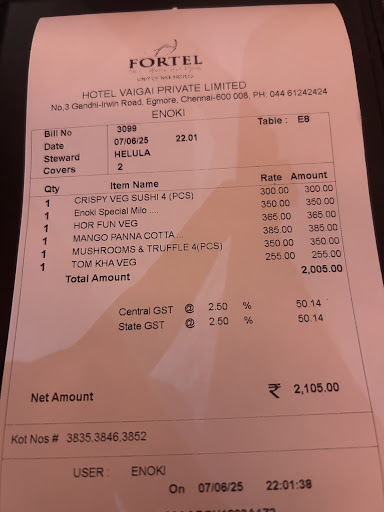 FORTEL
HOTEL VAIGAI PRIVATE LIMITED
No,3 Gandhi-Irwin Road, Egmore, Chennai-600 008, PH: 044 61242424
ENOKI
Bill No 3099 Table : E8
Date 07/06/25 22.01
Steward HELULA
Covers 2
Qty Item Name Rate Amount
1 CRISPY VEG SUSHI 4 (PCS) 300.00 300.00
1 Enoki Special Milo .... 350.00 350.00
1 HOR FUN VEG 365.00 365.00
1 MANGO PANNA COTTA... 385.00 385.00
1 MUSHROOMS & TRUFFLE 4(PCS) 350.00 350.00
1 TOM KHA VEG 255.00 255.00
Total Amount 2,005.00
Central GST @ 2.50 % 50.14
State GST @ 2.50 % 50.14
Net Amount ₹ 2,105.00
Kot Nos # 3835,3846,3852
USER : ENOKI
On 07/06/25 22:01:38